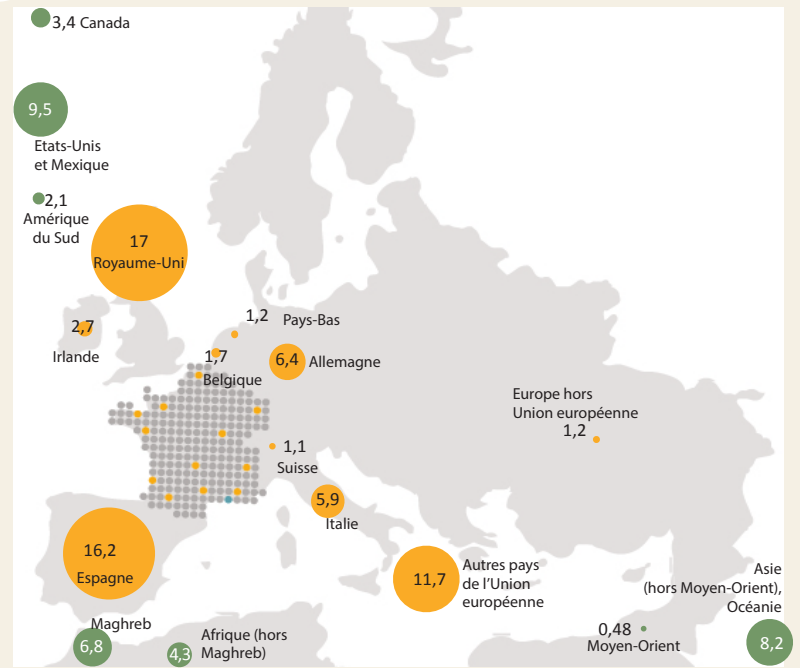 3,4 Canada
9,5
Etats-Unis
et Mexique
2,1
Amérique
du Sud
17
Royaume-Uni
2,7
Irlande
1,2 Pays-Bas
1,7
Belgique
6,4 Allemagne
Europe hors
Union européenne
1,2
1,1
Suisse
5,9
Italie
16,2
Espagne
11,7
Autres pays
de l'Union
européenne
Asie
(hors Moyen-Orient),
Océanie
8,2
0,48
Moyen-Orient
Maghreb
6,8
4,3
Afrique (hors
Maghreb)